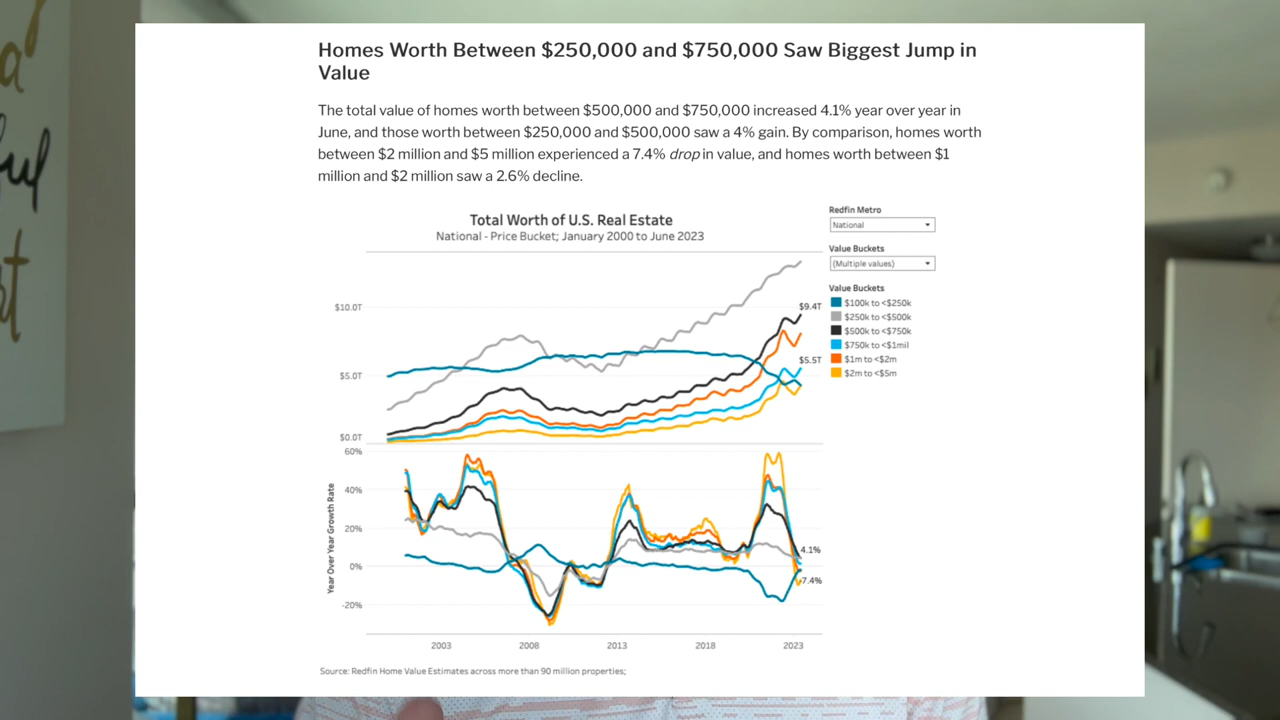 Homes Worth Between $250,000 and $750,000 Saw Biggest Jump in
Value
The total value of homes worth between $500,000 and $750,000 increased 4.1% year over year in
June, and those worth between $250,000 and $500,000 saw a 4% gain. By comparison, homes worth
between $2 million and $5 million experienced a 7.4% drop in value, and homes worth between $1
million and $2 million saw a 2.6% decline.
Total Worth of U.S. Real Estate
National - Price Bucket; January 2000 to June 2023
Redfin Metro
National
Value Buckets
(Multiple values)
Value Buckets
$100k to <$250k
$250k to <$500k
$500k to <$750k
$750k to <$1mil
$1m to <$2m
$2m to <$5m
$10.0T
$5.0T
$0.0T
$9.4T
$5.5T
Year Over Year Growth Rate
60%
40%
20%
0%
-20%
4.1%
-7.4%
2003
2008
2013
2018
2023
Source: Redfin Home Value Estimates across more than 90 million properties;